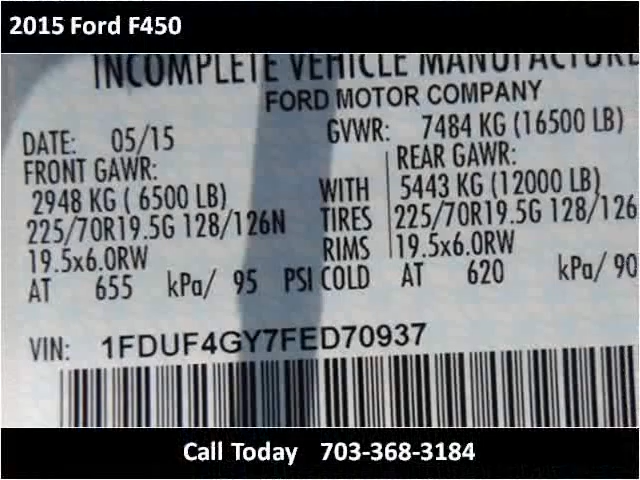 2015 Ford F450
INCOMPLETE VEHICLE MANUFACTURE
FORD MOTOR COMPANY
DATE: 05/15 GVWR: 7484 KG (16500 LB)
FRONT GAWR: REAR GAWR:
2948 KG ( 6500 LB) WITH 5443 KG (12000 LB)
225/70R19.5G 128/126N TIRES 225/70R19.5G 128/126
19.5x6.0RW RIMS 19.5x6.0RW
AT 655 kPa/ 95 PSI COLD AT 620 kPa/ 90
VIN: 1FDUF4GY7FED70937
Call Today 703-368-3184